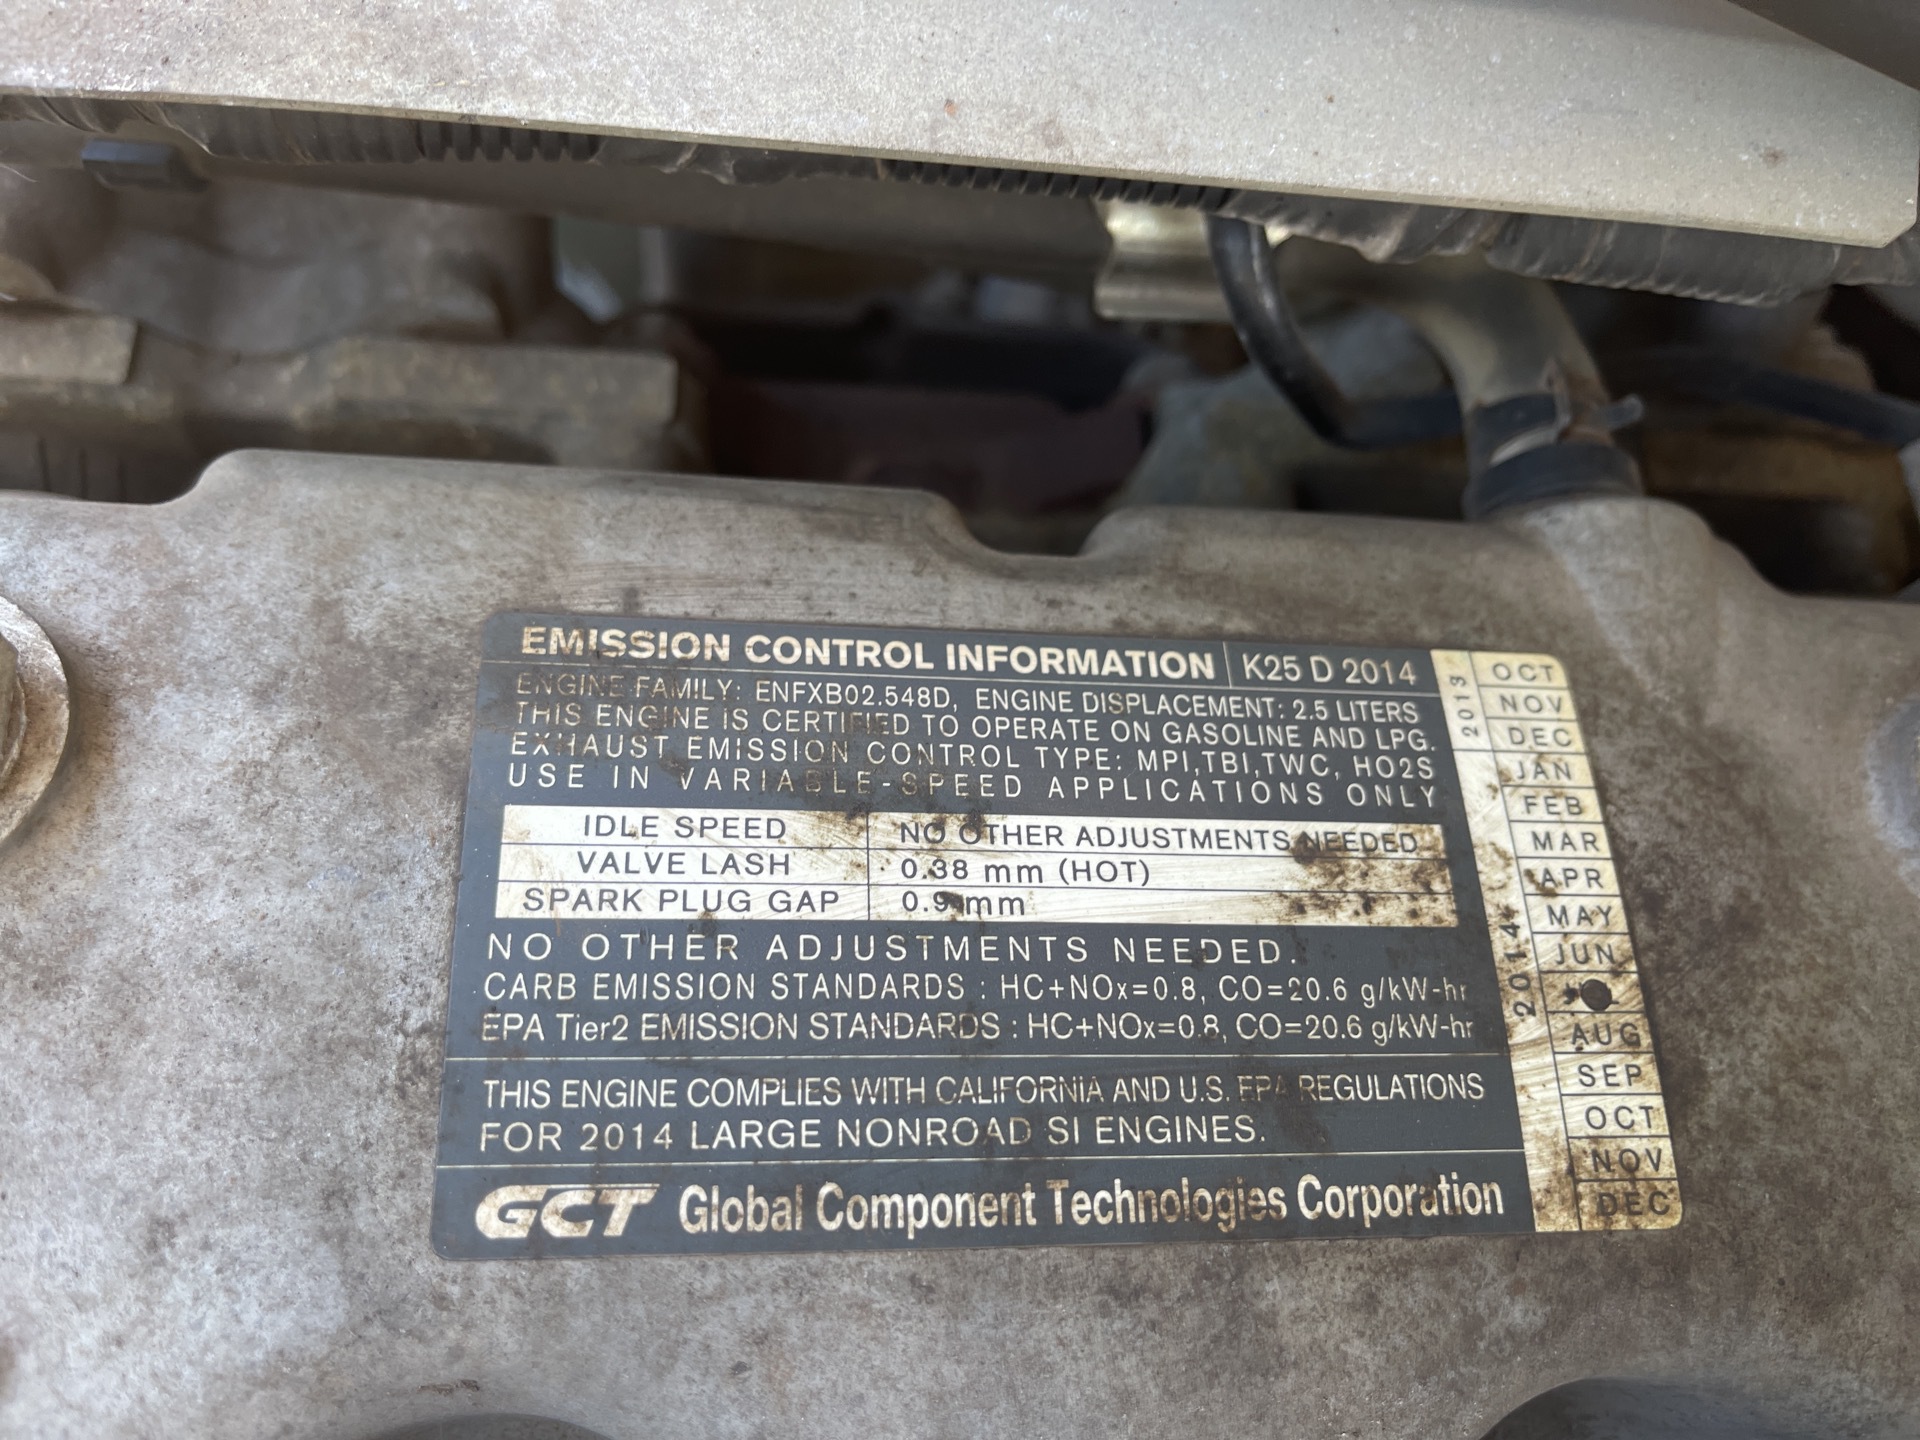 EMISSION CONTROL INFORMATION K25 D 2014
ENGINE FAMILY: ENFXB02.548D, ENGINE DISPLACEMENT: 2.5 LITERS
THIS ENGINE IS CERTIFIED TO OPERATE ON GASOLINE AND LPG.
EXHAUST EMISSION CONTROL TYPE: MPI,TBI,TWC, HO2S
USE IN VARIABLE-SPEED APPLICATIONS ONLY
IDLE SPEED NO OTHER ADJUSTMENTS NEEDED
VALVE LASH 0.38 mm (HOT)
SPARK PLUG GAP 0.9 mm
NO OTHER ADJUSTMENTS NEEDED.
CARB EMISSION STANDARDS : HC+NOx=0.8, CO=20.6 g/kW-hr
EPA Tier2 EMISSION STANDARDS : HC+NOx=0.8, CO=20.6 g/kW-hr
THIS ENGINE COMPLIES WITH CALIFORNIA AND U.S. EPA REGULATIONS
FOR 2014 LARGE NONROAD SI ENGINES.
GCT Global Component Technologies Corporation
2013
OCT
NOV
DEC
2014
JAN
FEB
MAR
APR
MAY
JUN
AUG
SEP
OCT
NOV
DEC